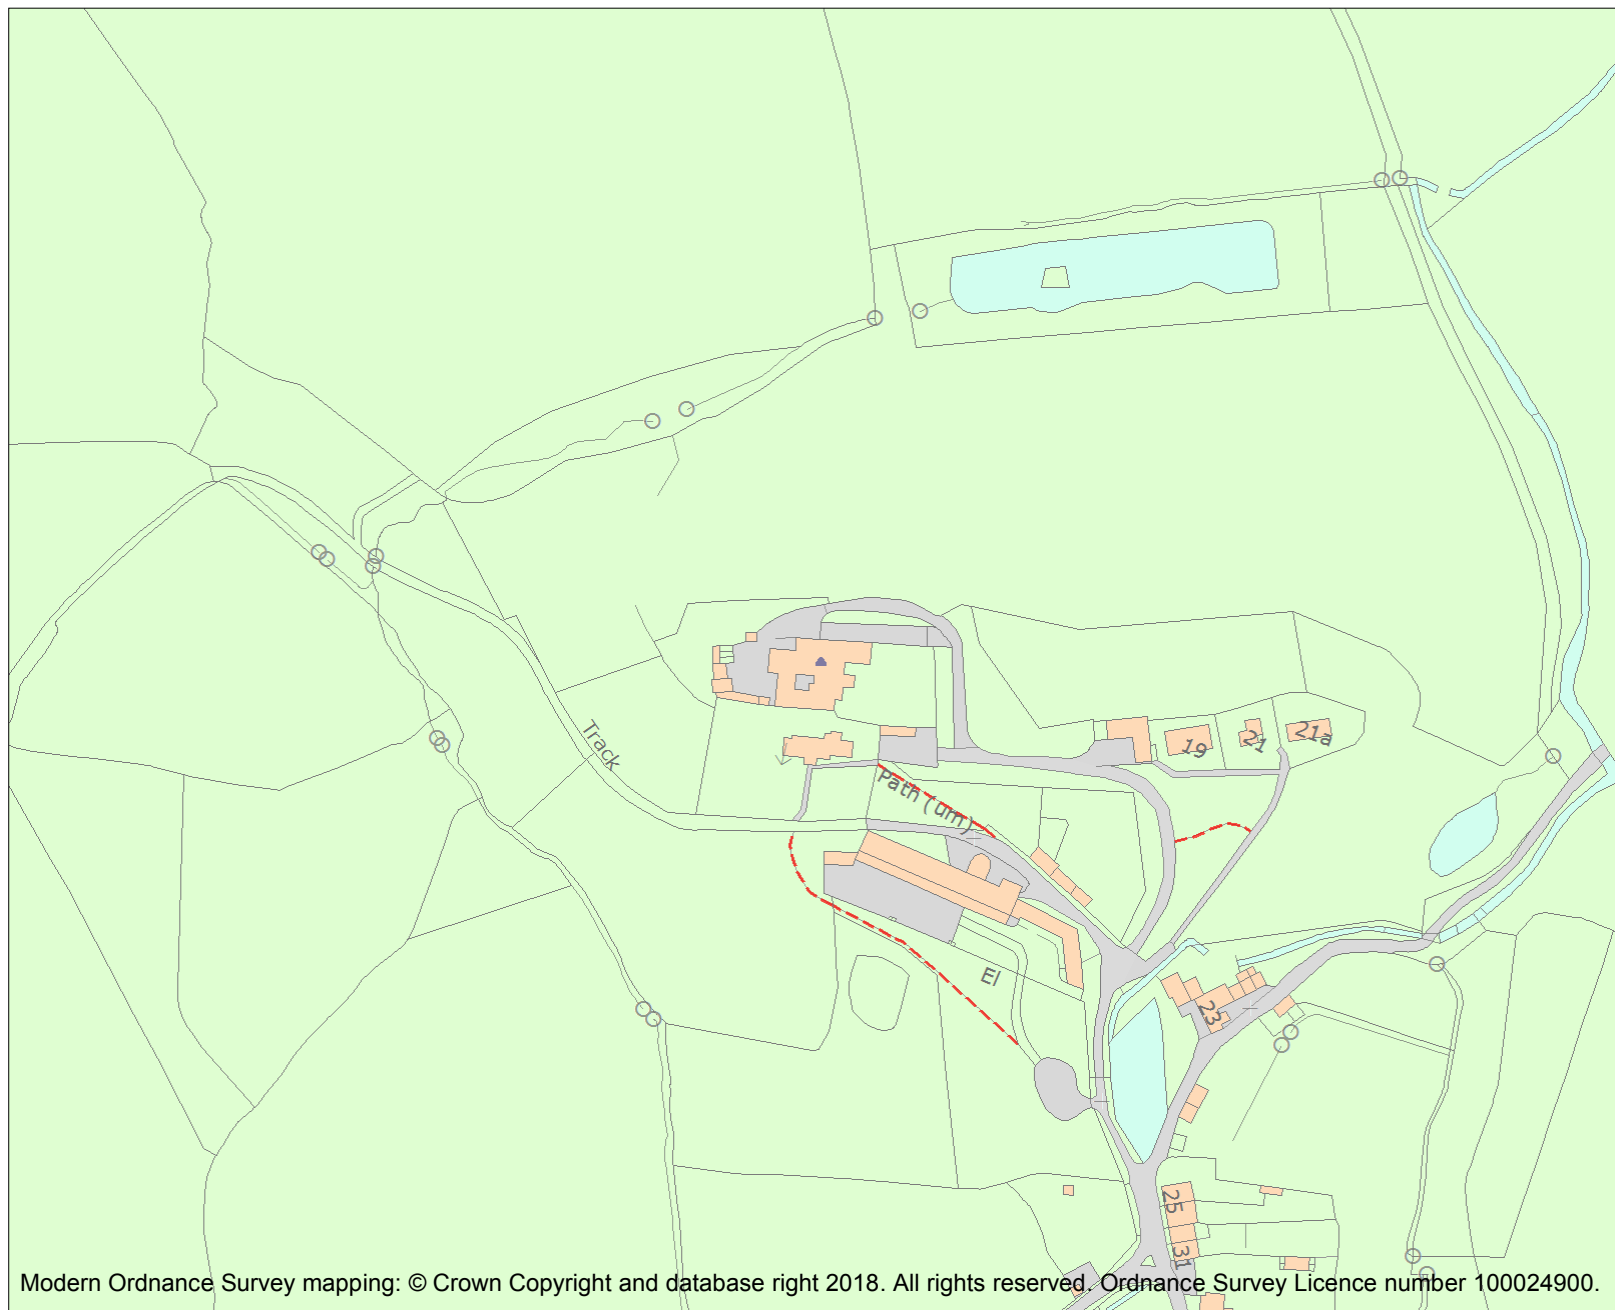 Track
Path (um)
19
21
21a
El
23
25
31
Modern Ordnance Survey mapping: © Crown Copyright and database right 2018. All rights reserved. Ordnance Survey Licence number 100024900.